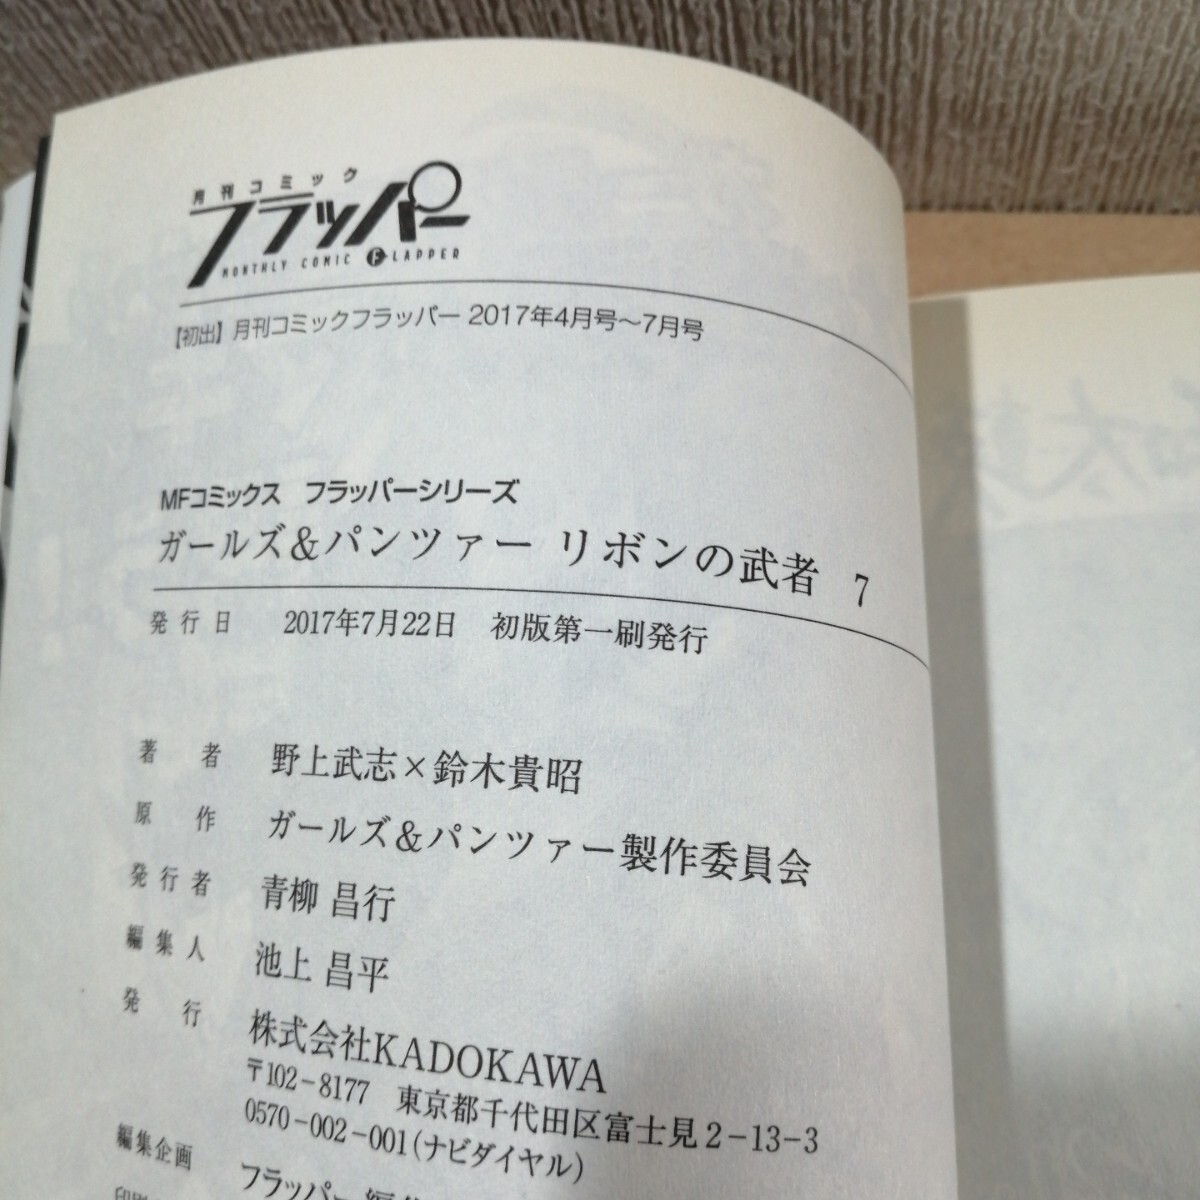 月刊コミック
フラッパー
MONTHLY COMIC FLAPPER
【初出】月刊コミックフラッパー 2017年4月号〜7月号
MFコミックス フラッパーシリーズ
ガールズ&パンツァー リボンの武者 7
発行日 2017年7月22日 初版第一刷発行
著者 野上武志×鈴木貴昭
原作 ガールズ&パンツァー製作委員会
発行者 青柳 昌行
編集人 池上 昌平
発行 株式会社KADOKAWA
〒102-8177 東京都千代田区富士見2-13-3
0570-002-001(ナビダイヤル)
編集企画 フラッパー編
印刷